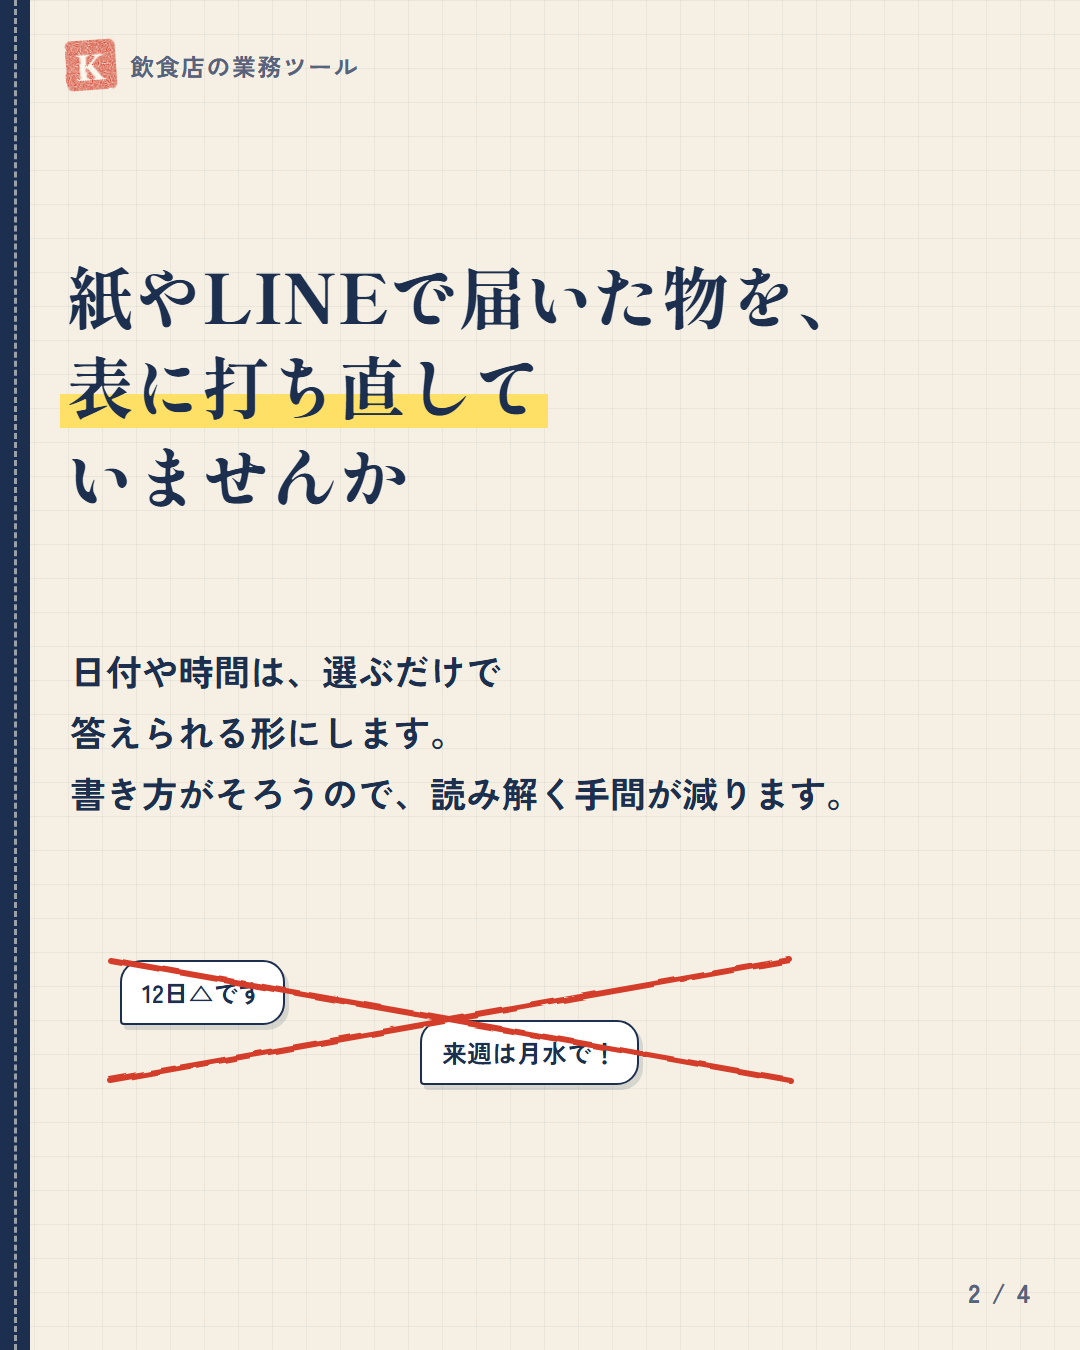 K 飲食店の業務ツール
紙やLINEで届いた物を、
表に打ち直して
いませんか
日付や時間は、選ぶだけで
答えられる形にします。
書き方がそろうので、読み解く手間が減ります。
12日△です
来週は月水で！
2 / 4